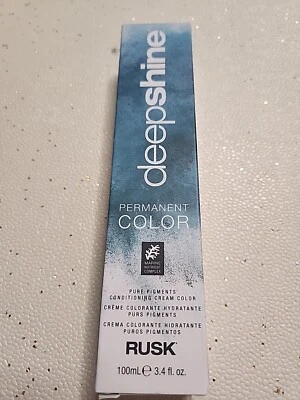 deepshine
PERMANENT
COLOR
MARINE
NUTRIENT
COMPLEX
PURE PIGMENTS
CONDITIONING CREAM COLOR
CRÈME COLORANTE HYDRATANTE
PURS PIGMENTS
CREMA COLORANTE HIDRATANTE
PUROS PIGMENTOS
RUSK
100mL℮ 3.4 fl. oz.